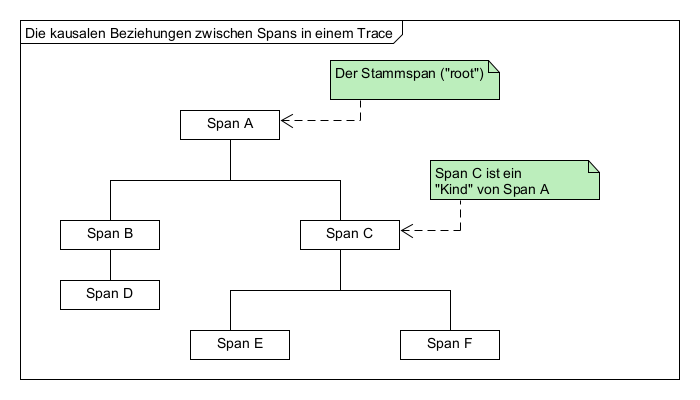 Die kausalen Beziehungen zwischen Spans in einem Trace
Der Stammspan ("root")
Span A
Span C ist ein
"Kind" von Span A
Span B
Span C
Span D
Span E
Span F